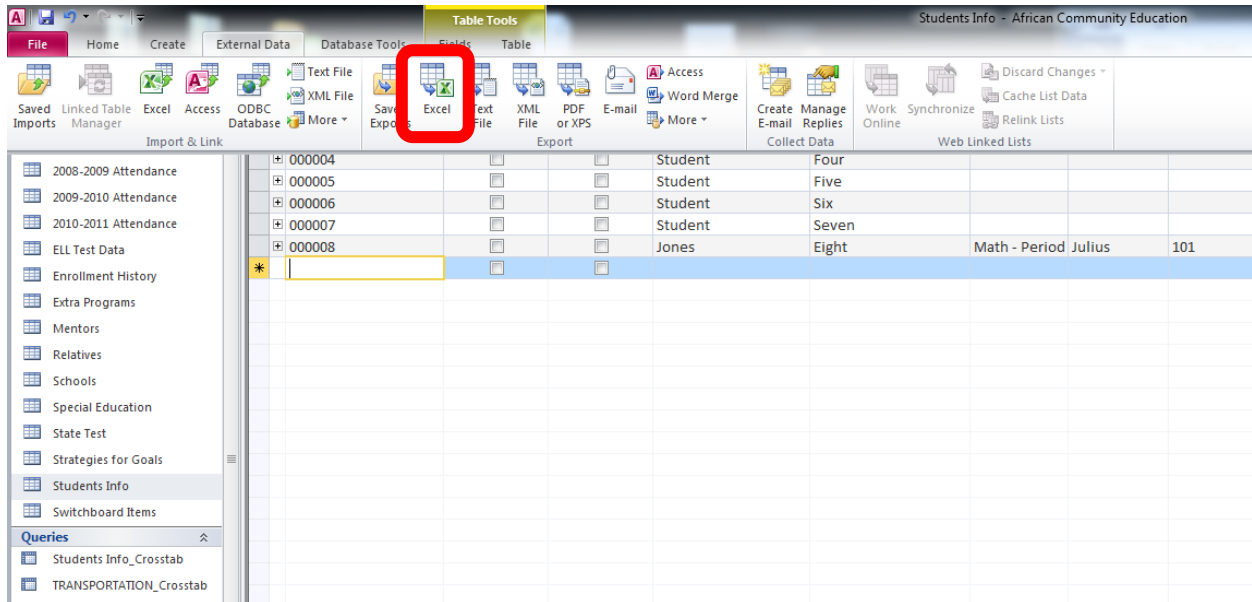 A
Table Tools
Students Info - African Community Education
File Home Create External Data Database Tools Fields Table
Saved Imports
Linked Table Manager
Excel
Access
ODBC Database
Text File
XML File
More
Import & Link
Saved Exports
Excel
Text File
XML File
PDF or XPS
E-mail
Access
Word Merge
More
Export
Create E-mail
Manage Replies
Collect Data
Work Online
Synchronize
Discard Changes
Cache List Data
Relink Lists
Web Linked Lists
2008-2009 Attendance
2009-2010 Attendance
2010-2011 Attendance
ELL Test Data
Enrollment History
Extra Programs
Mentors
Relatives
Schools
Special Education
State Test
Strategies for Goals
Students Info
Switchboard Items
Queries
Students Info_Crosstab
TRANSPORTATION_Crosstab
000004 Student Four
000005 Student Five
000006 Student Six
000007 Student Seven
000008 Jones Eight Math - Period Julius 101